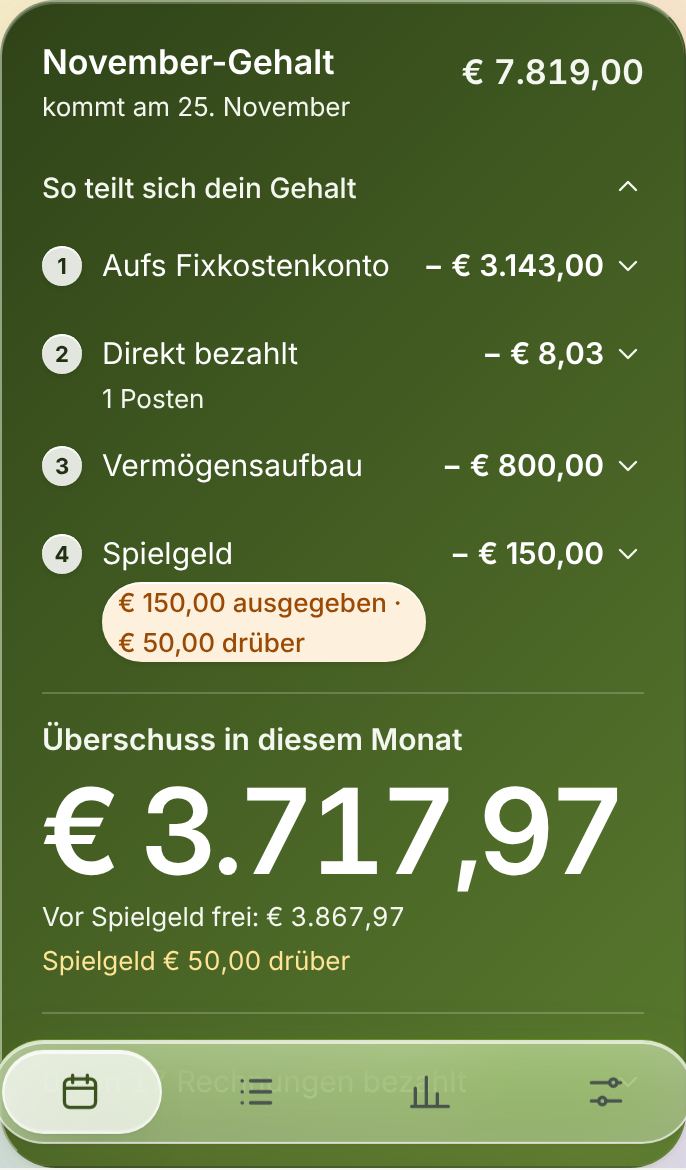 November-Gehalt
€ 7.819,00
kommt am 25. November
So teilt sich dein Gehalt
1 Aufs Fixkostenkonto – € 3.143,00
2 Direkt bezahlt – € 8,03
1 Posten
3 Vermögensaufbau – € 800,00
4 Spielgeld – € 150,00
€ 150,00 ausgegeben ·
€ 50,00 drüber
Überschuss in diesem Monat
€ 3.717,97
Vor Spielgeld frei: € 3.867,97
Spielgeld € 50,00 drüber
Rechnungen bezahlt